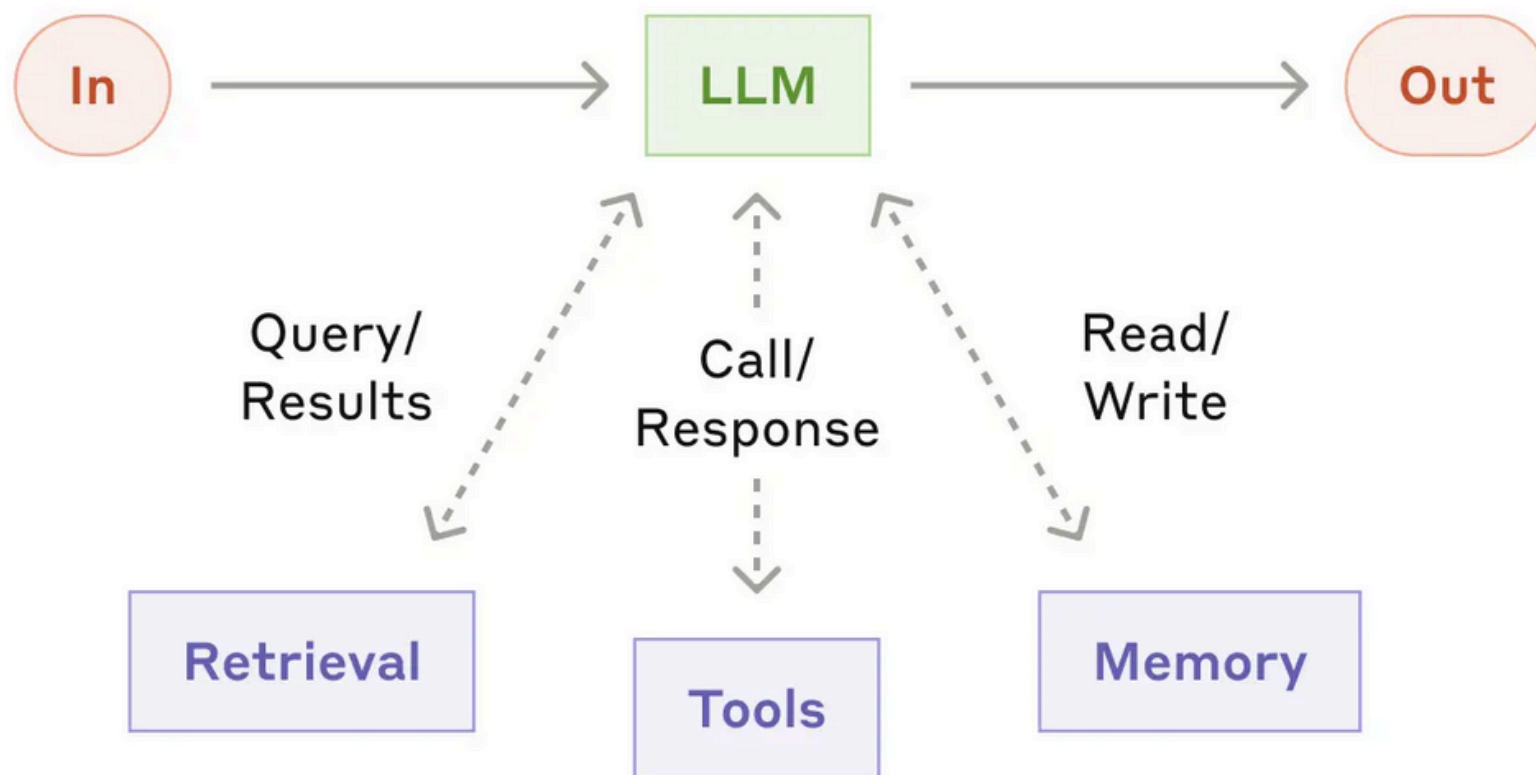 In
LLM
Out
Query/
Results
Call/
Response
Read/
Write
Retrieval
Tools
Memory